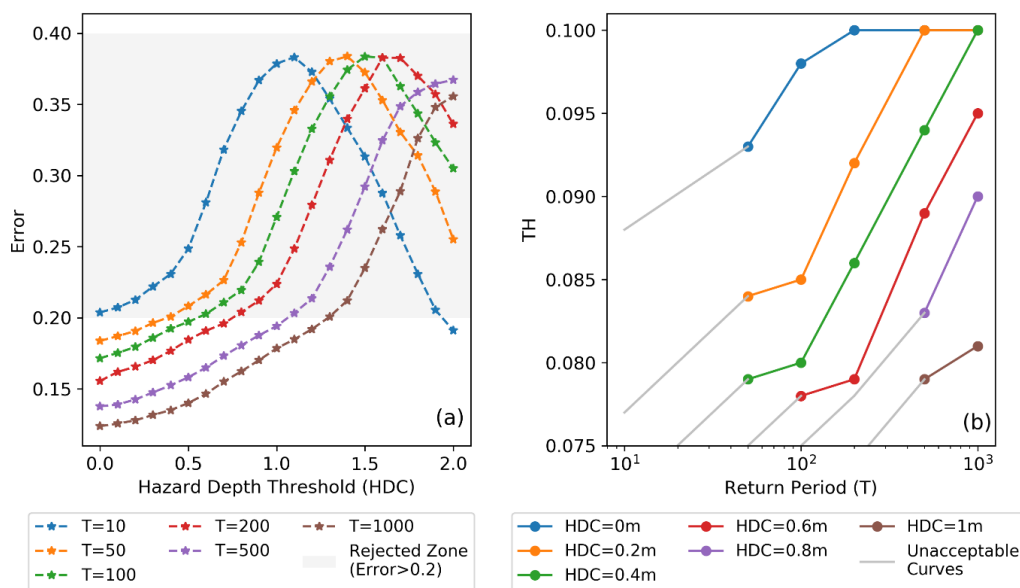 0.40
0.35
0.30
0.25
0.20
0.15
Error
0.0
0.5
1.0
1.5
2.0
Hazard Depth Threshold (HDC)
(a)
T=10
T=50
T=100
T=200
T=500
T=1000
Rejected Zone
(Error>0.2)
0.100
0.095
0.090
0.085
0.080
0.075
TH
10¹
10²
10³
Return Period (T)
(b)
HDC=0m
HDC=0.2m
HDC=0.4m
HDC=0.6m
HDC=0.8m
HDC=1m
Unacceptable
Curves